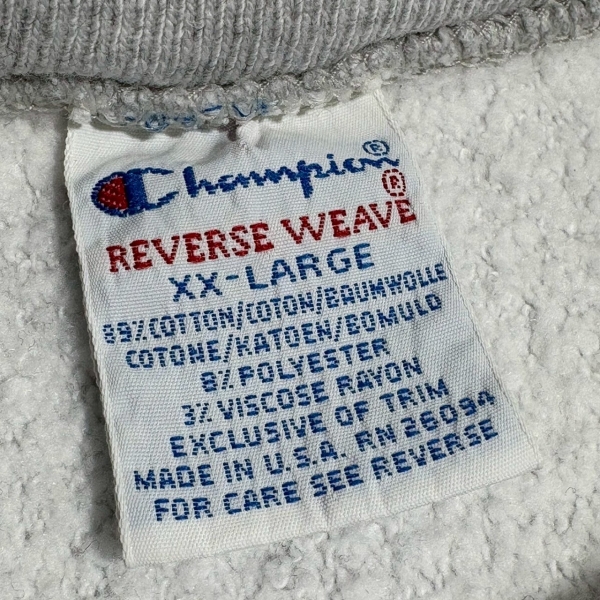 Champion®
REVERSE WEAVE®
XX-LARGE
89%COTTON/COTON/BAUMWOLLE
COTONE/KATOEN/BOMULD
8% POLYESTER
3% VISCOSE RAYON
EXCLUSIVE OF TRIM
MADE IN U.S.A. RN 26094
FOR CARE SEE REVERSE